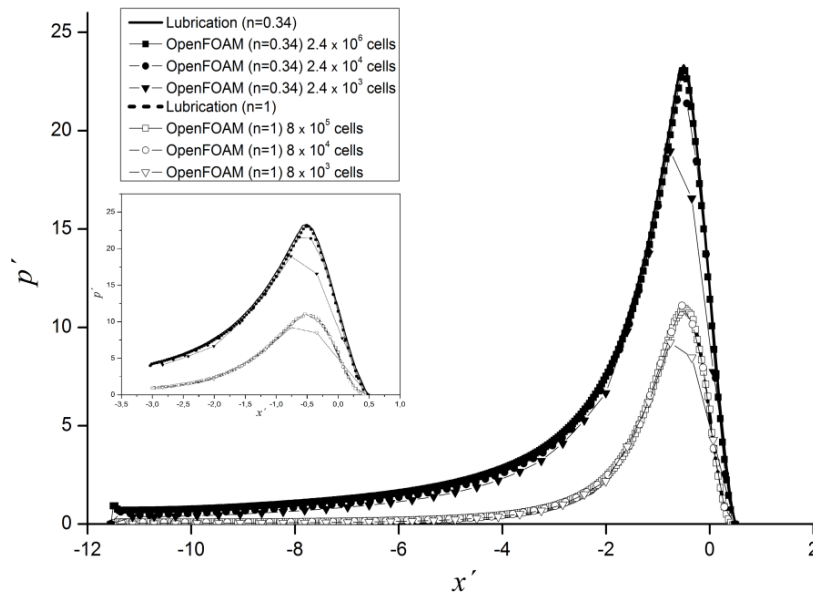 Lubrication (n=0.34)
OpenFOAM (n=0.34) 2.4 x 10⁶ cells
OpenFOAM (n=0.34) 2.4 x 10⁴ cells
OpenFOAM (n=0.34) 2.4 x 10³ cells
Lubrication (n=1)
OpenFOAM (n=1) 8 x 10⁵ cells
OpenFOAM (n=1) 8 x 10⁴ cells
OpenFOAM (n=1) 8 x 10³ cells
25
20
15
10
5
0
p´
-12 -10 -8 -6 -4 -2 0 2
x´
25
20
15
10
5
0
p´
-3,5 -3,0 -2,5 -2,0 -1,5 -1,0 -0,5 0,0 0,5 1,0
x´